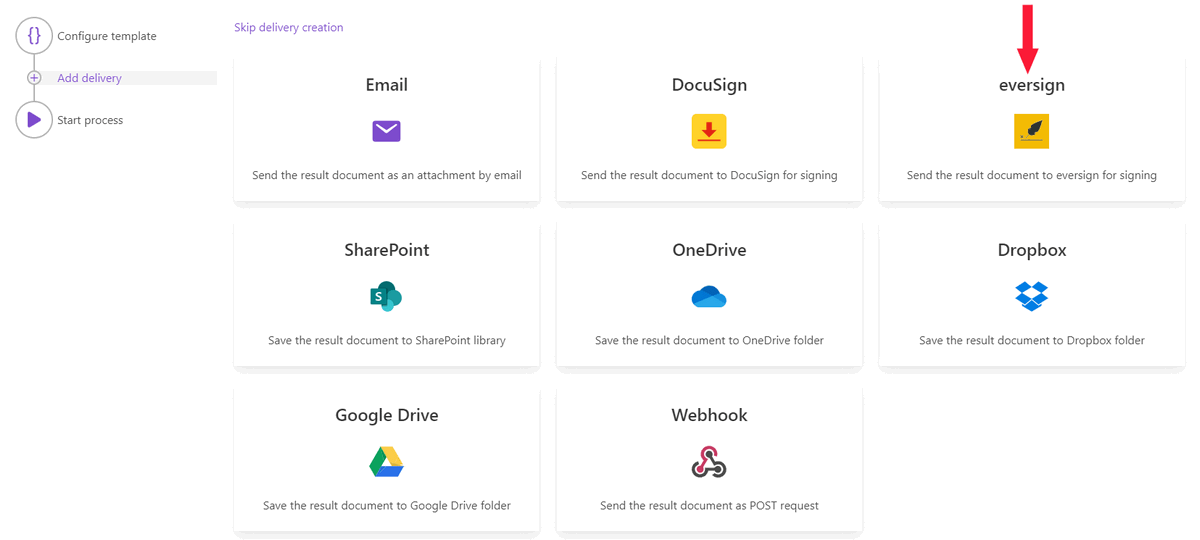 Configure template
Add delivery
Start process
Skip delivery creation
Email
Send the result document as an attachment by email
DocuSign
Send the result document to DocuSign for signing
eversign
Send the result document to eversign for signing
SharePoint
S
Save the result document to SharePoint library
OneDrive
Save the result document to OneDrive folder
Dropbox
Save the result document to Dropbox folder
Google Drive
Save the result document to Google Drive folder
Webhook
Send the result document as POST request